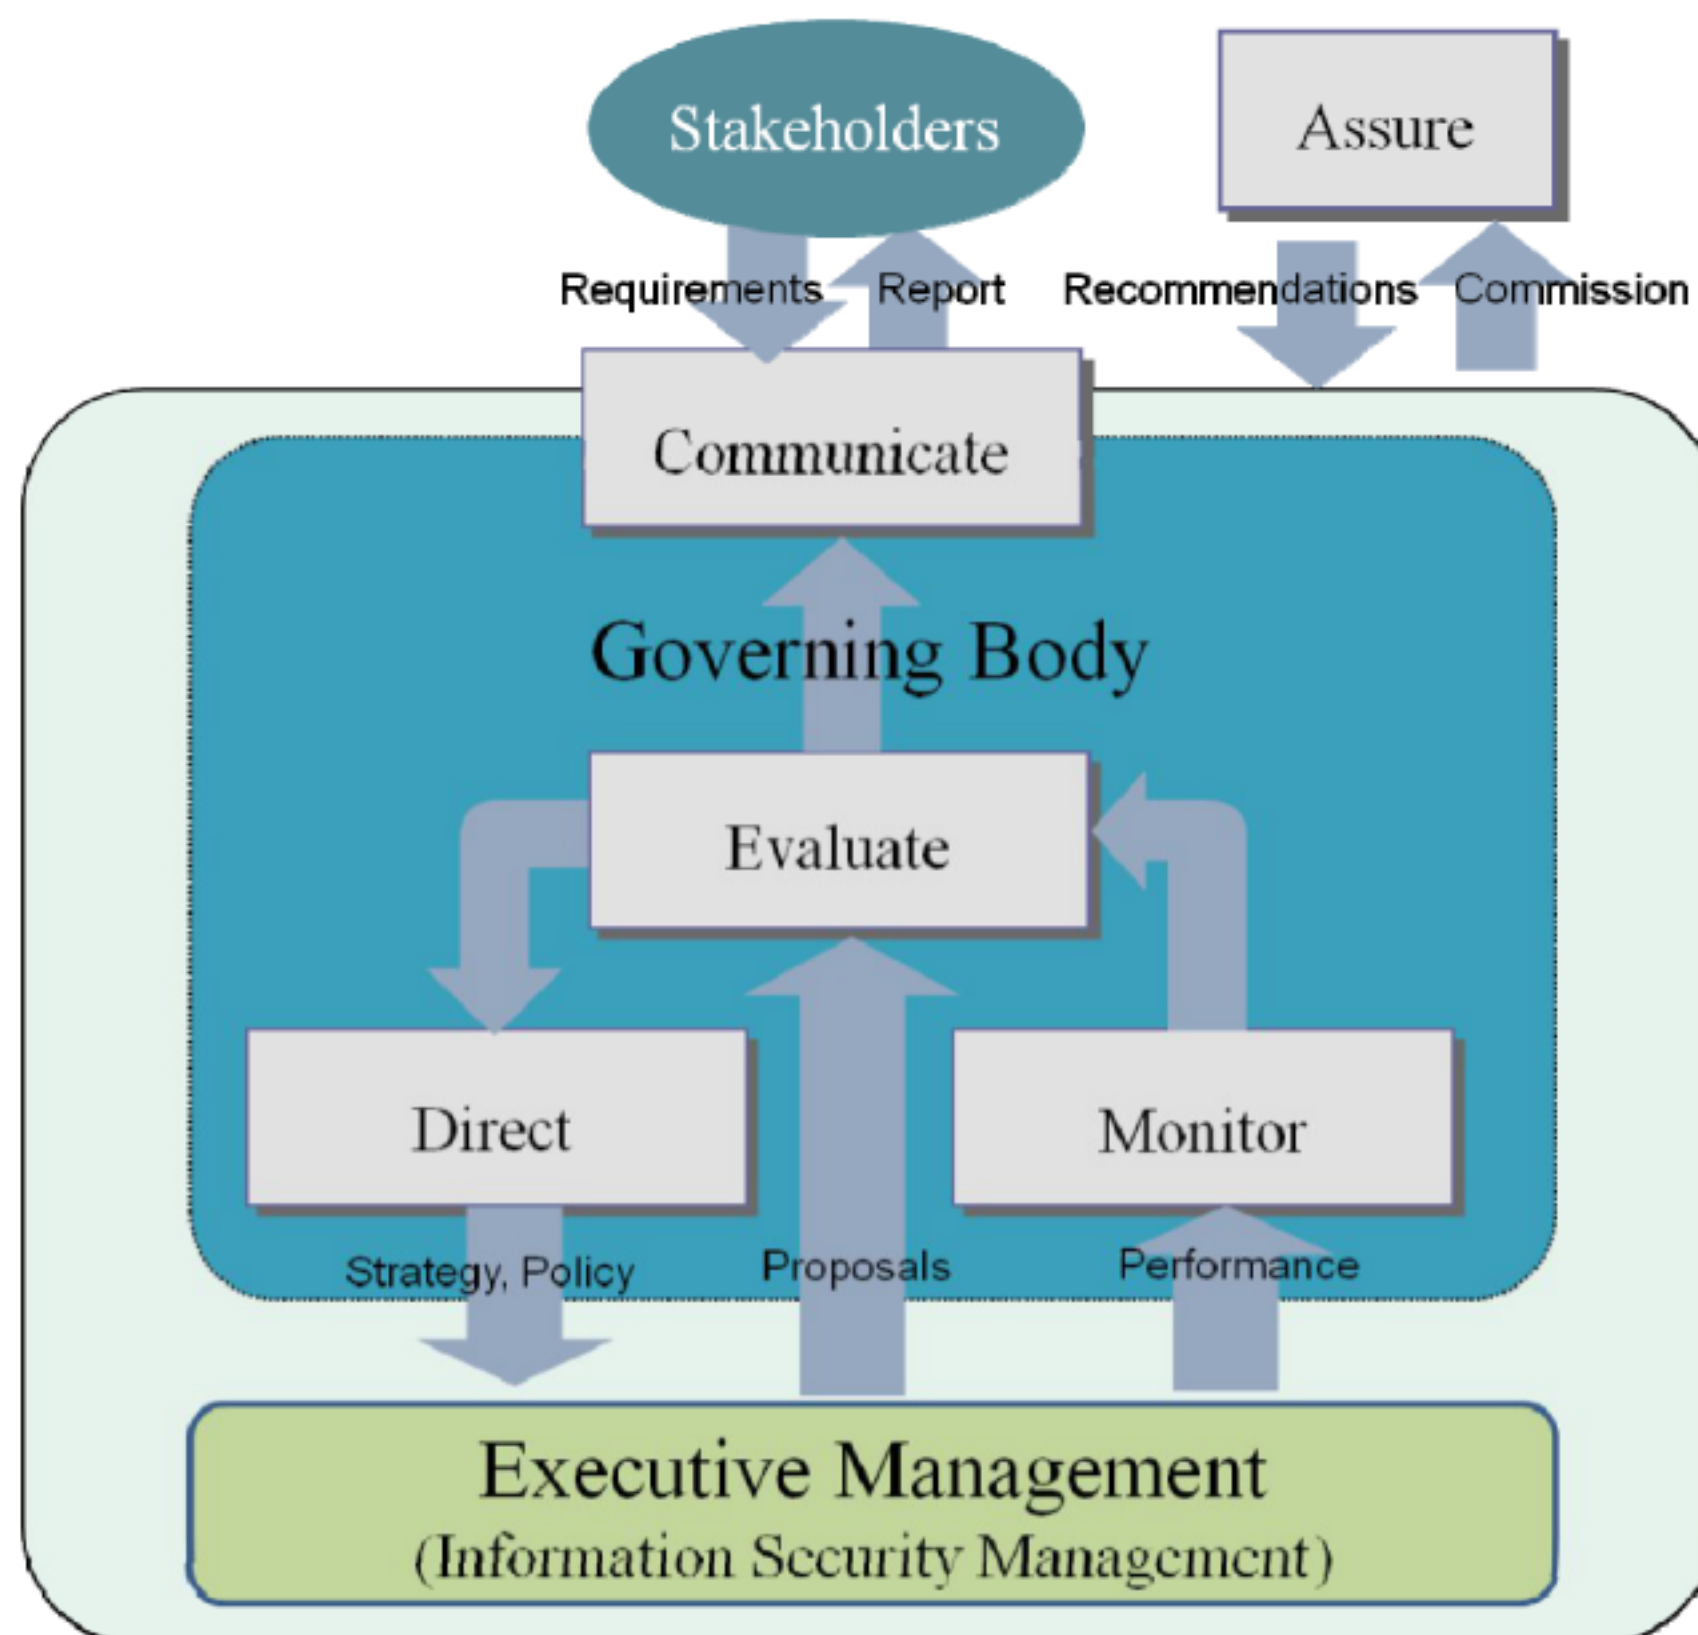 Stakeholders
Assure
Requirements
Report
Recommendations
Commission
Communicate
Governing Body
Evaluate
Direct
Monitor
Strategy, Policy
Proposals
Performance
Executive Management
(Information Security Management)